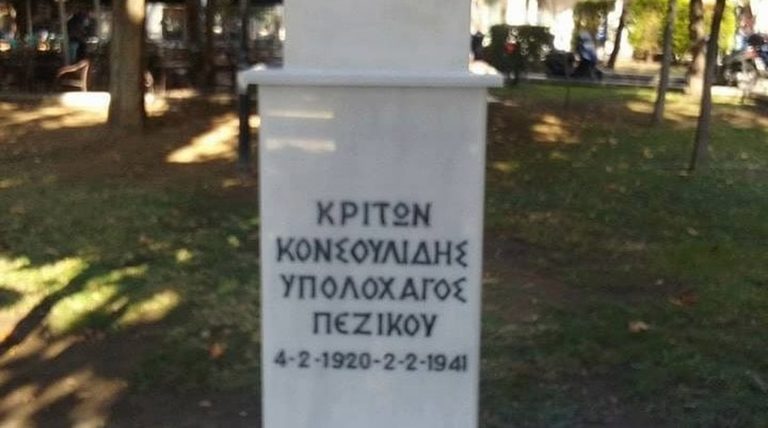 ΚΡΙΤΩΝ
ΚΟΝΣΟΥΛΙΔΗΣ
ΥΠΟΛΟΧΑΓΟΣ
ΠΕΖΙΚΟΥ
4-2-1920-2-2-1941